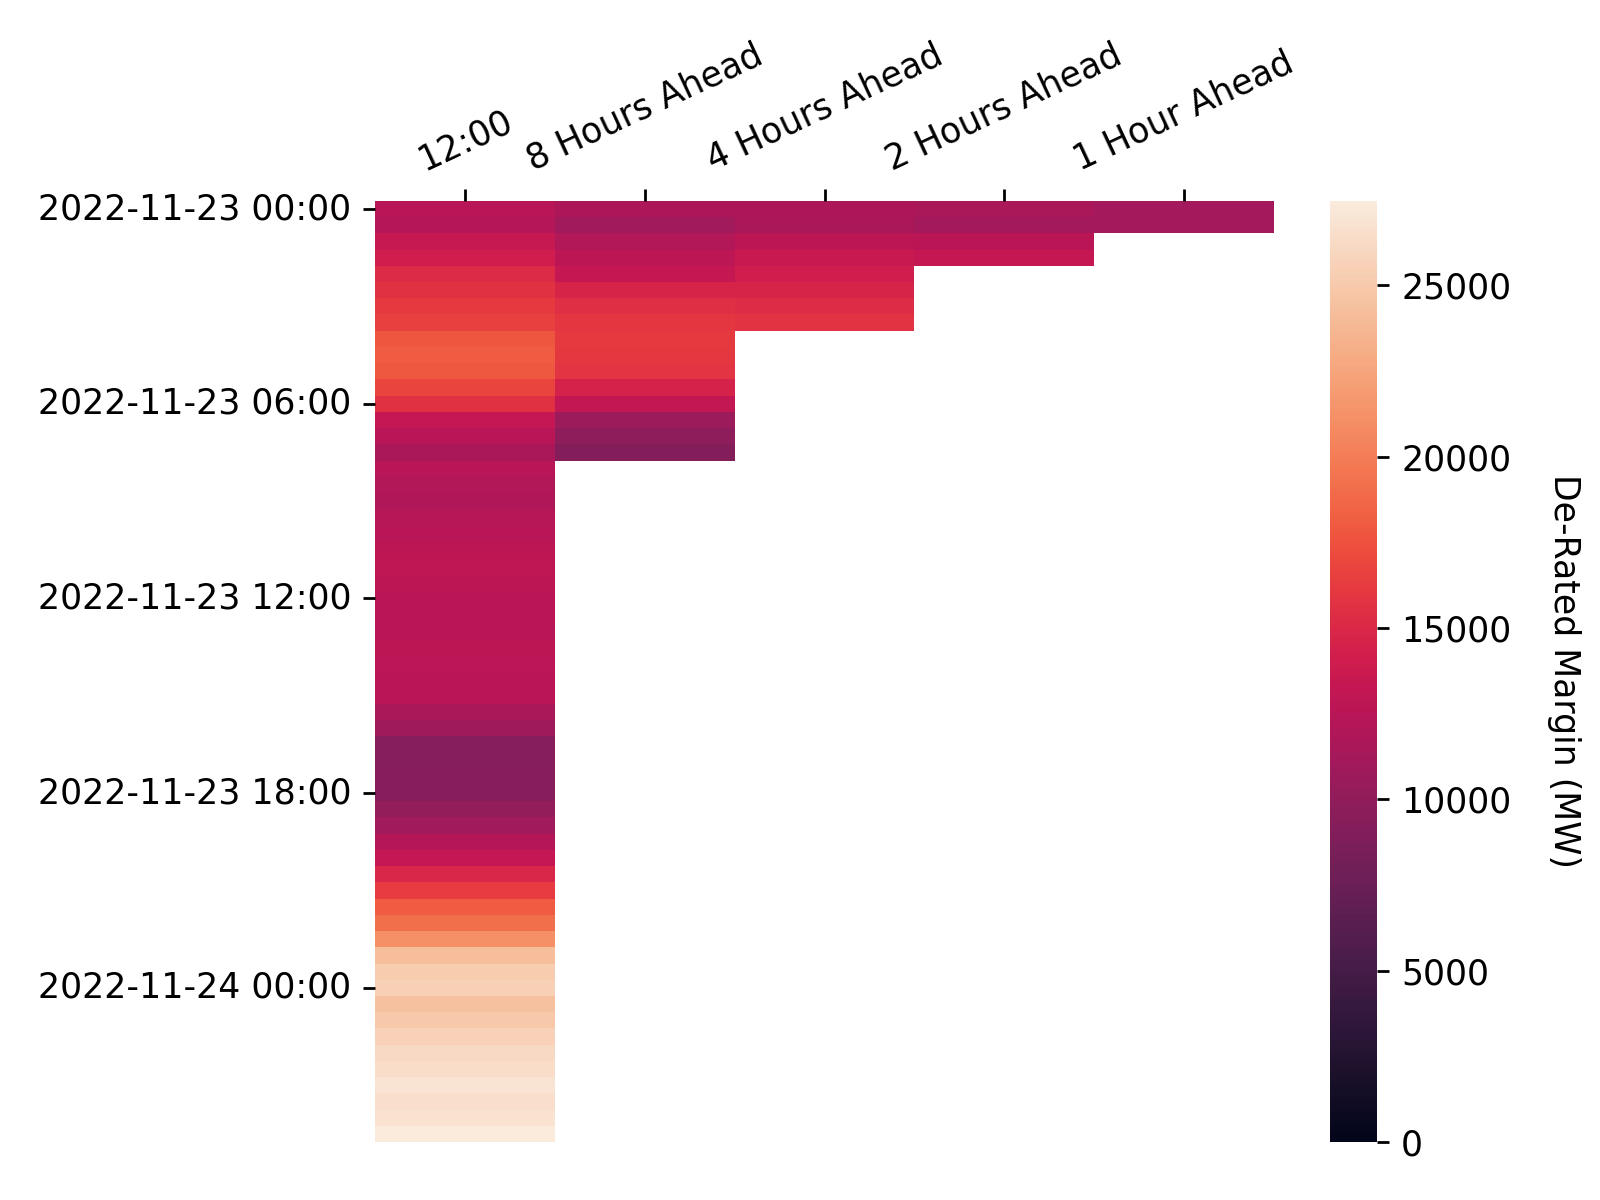 12:00
8 Hours Ahead
4 Hours Ahead
2 Hours Ahead
1 Hour Ahead
2022-11-23 00:00
2022-11-23 06:00
2022-11-23 12:00
2022-11-23 18:00
2022-11-24 00:00
25000
20000
15000
10000
5000
0
De-Rated Margin (MW)